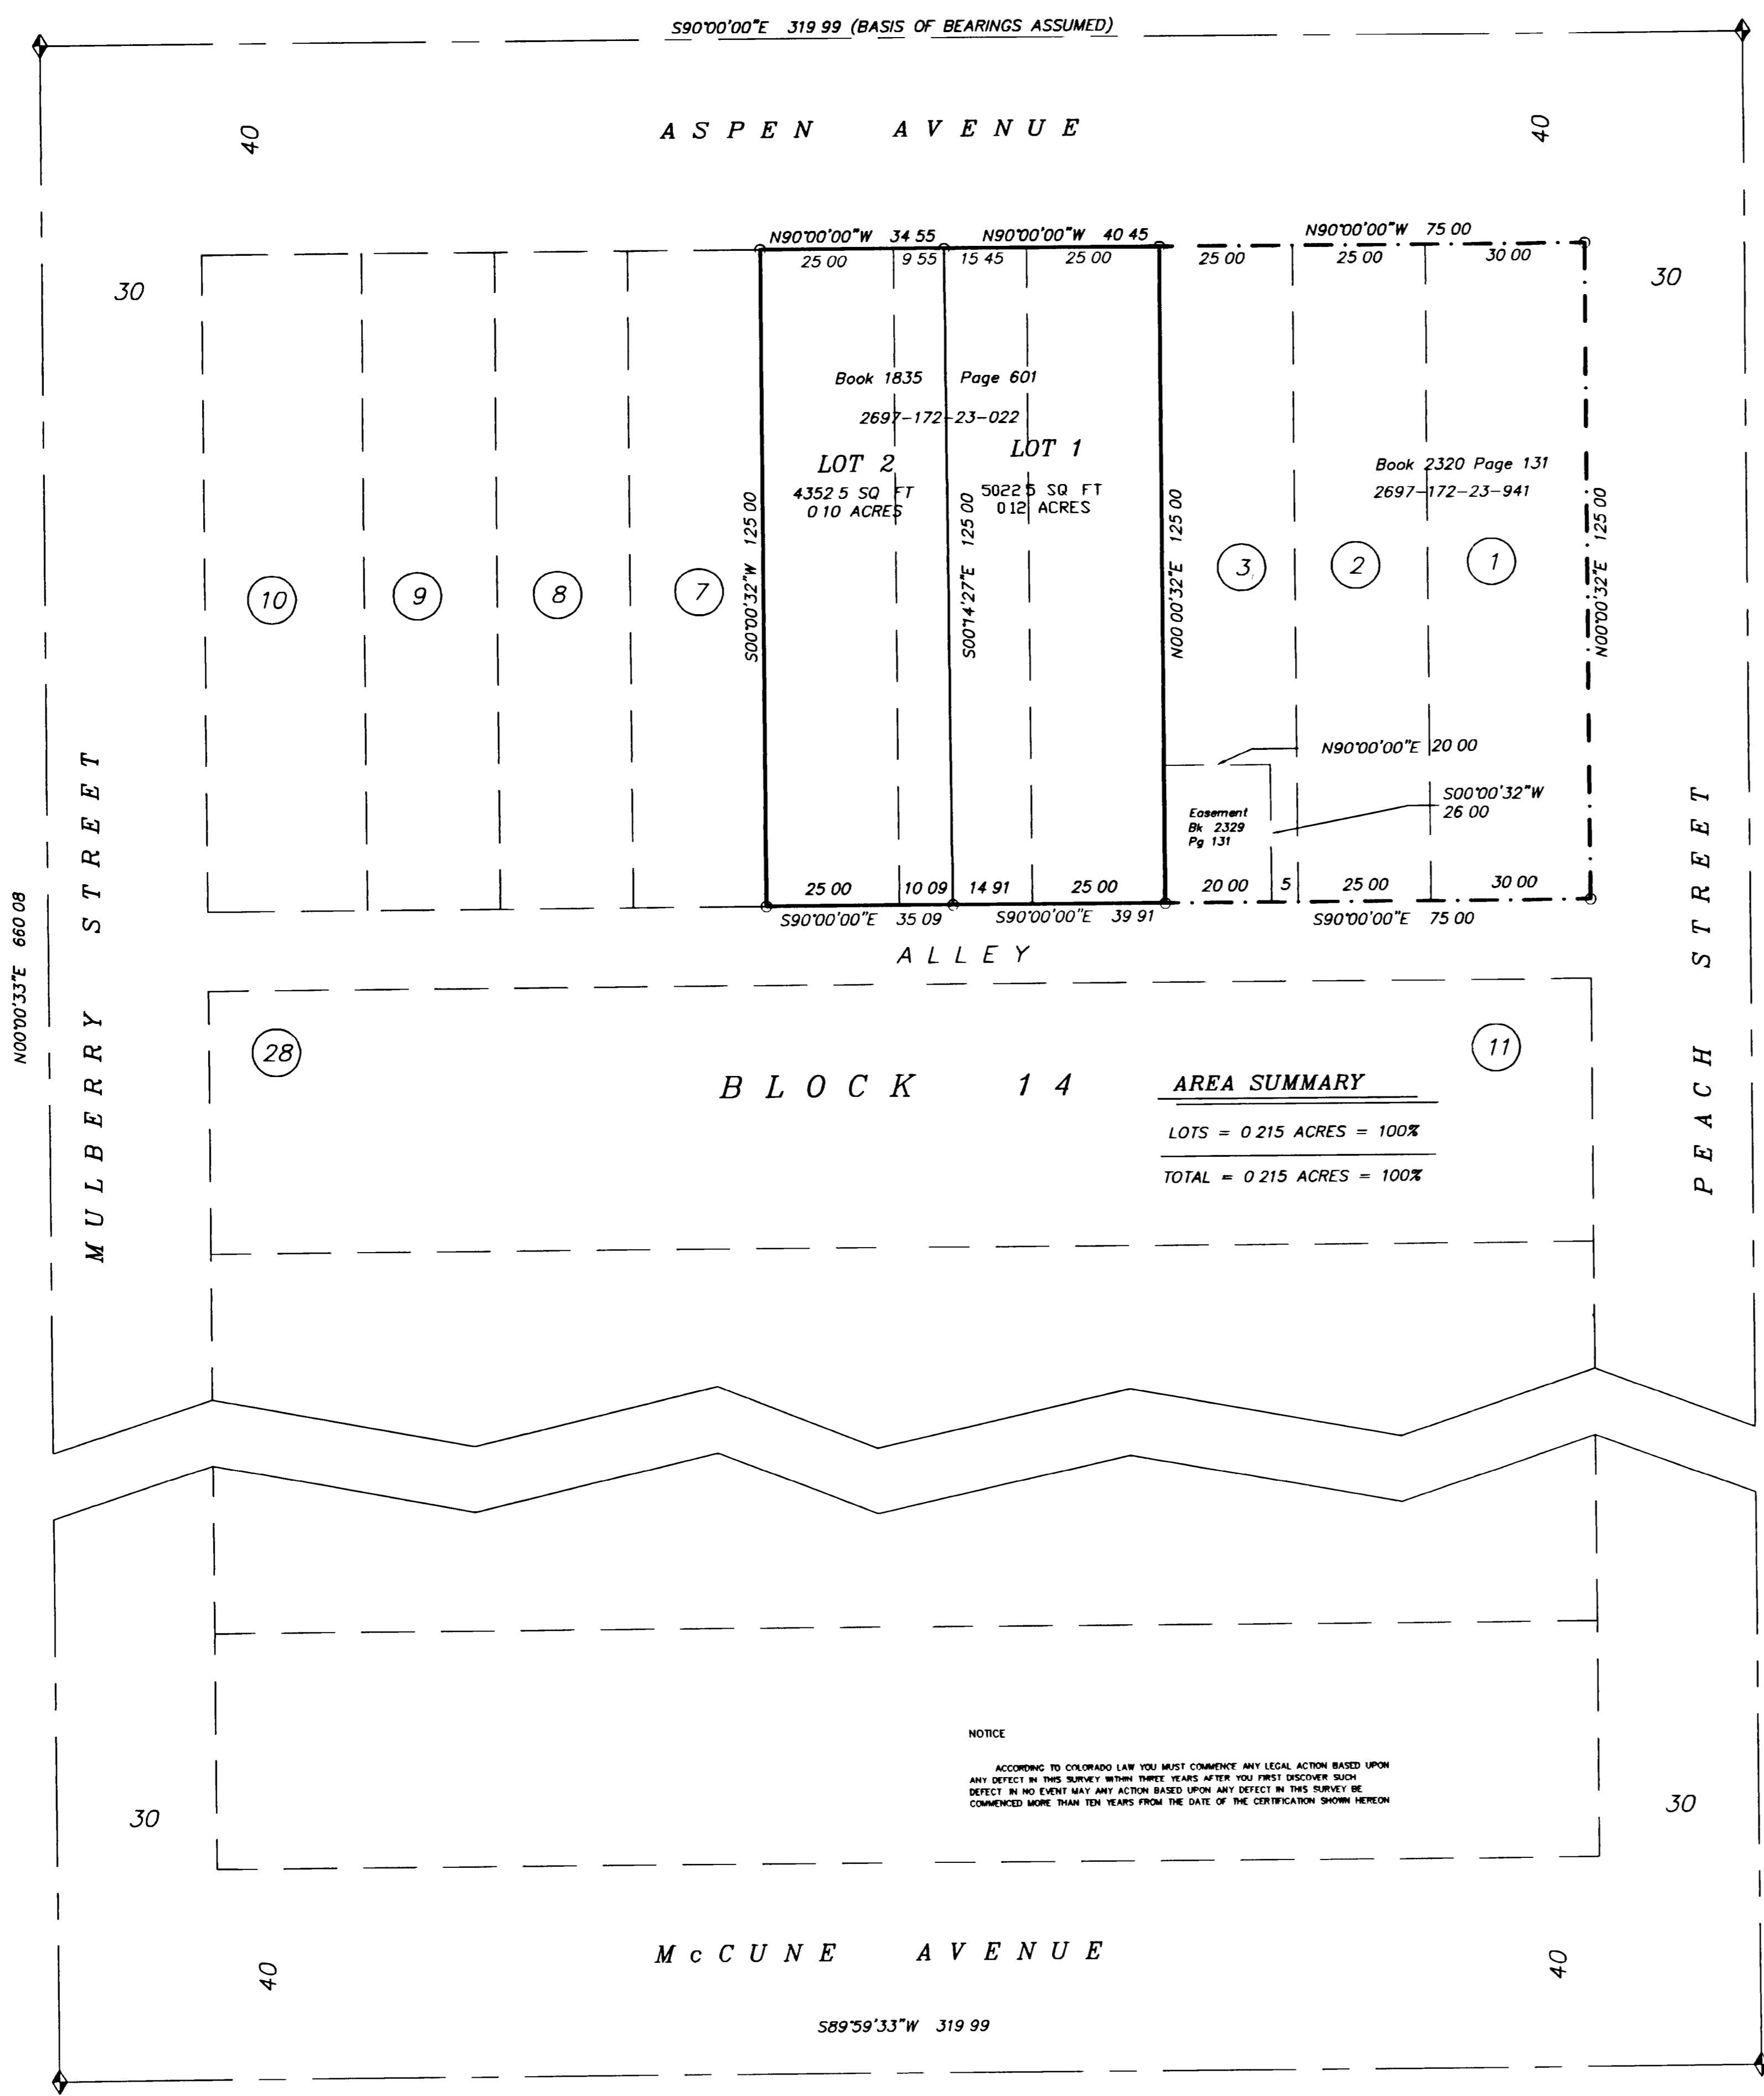 S90°00'00"E 319 99 (BASIS OF BEARINGS ASSUMED)
40
ASPEN AVENUE
40
N90°00'00"W 34 55
N90°00'00"W 40 45
N90°00'00"W 75 00
25 00
9 55
15 45
25 00
25 00
25 00
30 00
30
30
Book 1835 Page 601
2697-172-23-022
LOT 2
4352 5 SQ FT
0 10 ACRES
LOT 1
5022 5 SQ FT
0 12 ACRES
Book 2320 Page 131
2697-172-23-941
S00°00'32"W 125 00
S00°14'27"E 125 00
N00 00'32"E 125 00
N00°00'32"E 125 00
10
9
8
7
3
2
1
N90°00'00"E 20 00
S00°00'32"W
26 00
Easement
Bk 2329
Pg 131
25 00
10 09
14 91
25 00
20 00
5
25 00
30 00
S90°00'00"E 35 09
S90°00'00"E 39 91
S90°00'00"E 75 00
ALLEY
N00°00'33"E 660 08
MULBERRY STREET
PEACH STREET
28
11
BLOCK 14
AREA SUMMARY
LOTS = 0 215 ACRES = 100%
TOTAL = 0 215 ACRES = 100%
NOTICE
ACCORDING TO COLORADO LAW YOU MUST COMMENCE ANY LEGAL ACTION BASED UPON
ANY DEFECT IN THIS SURVEY WITHIN THREE YEARS AFTER YOU FIRST DISCOVER SUCH
DEFECT IN NO EVENT MAY ANY ACTION BASED UPON ANY DEFECT IN THIS SURVEY BE
COMMENCED MORE THAN TEN YEARS FROM THE DATE OF THE CERTIFICATION SHOWN HEREON
30
30
40
McCUNE AVENUE
40
S89°59'33"W 319 99